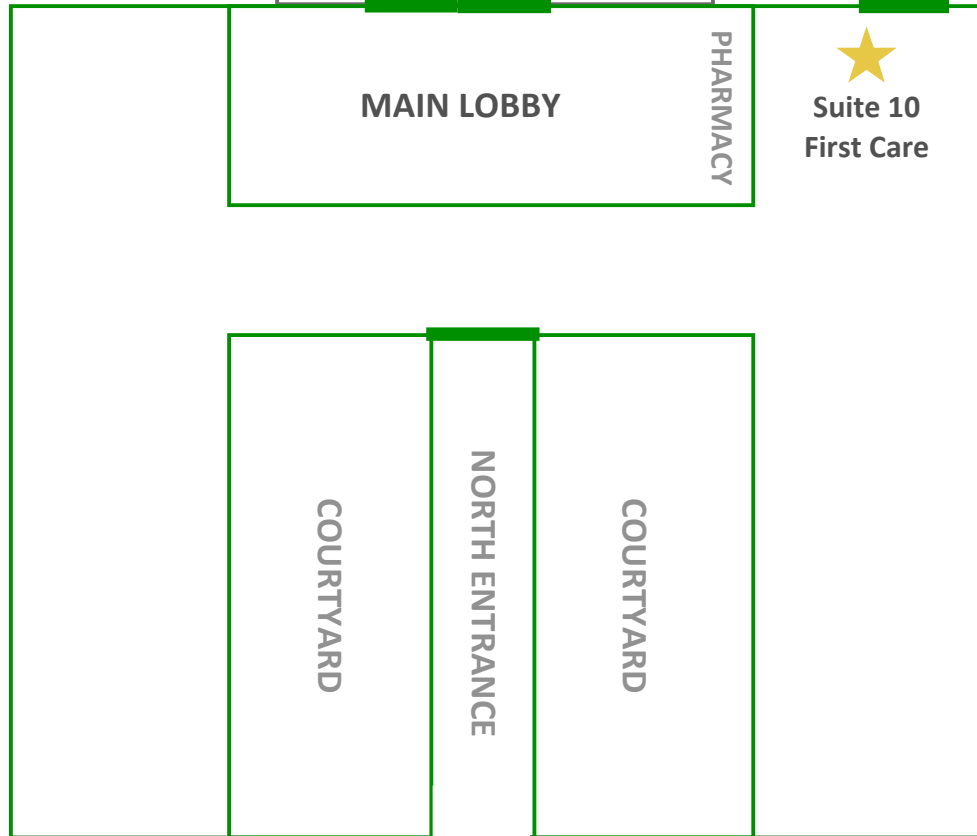 PHARMACY
MAIN LOBBY
Suite 10
First Care
COURTYARD
NORTH ENTRANCE
COURTYARD